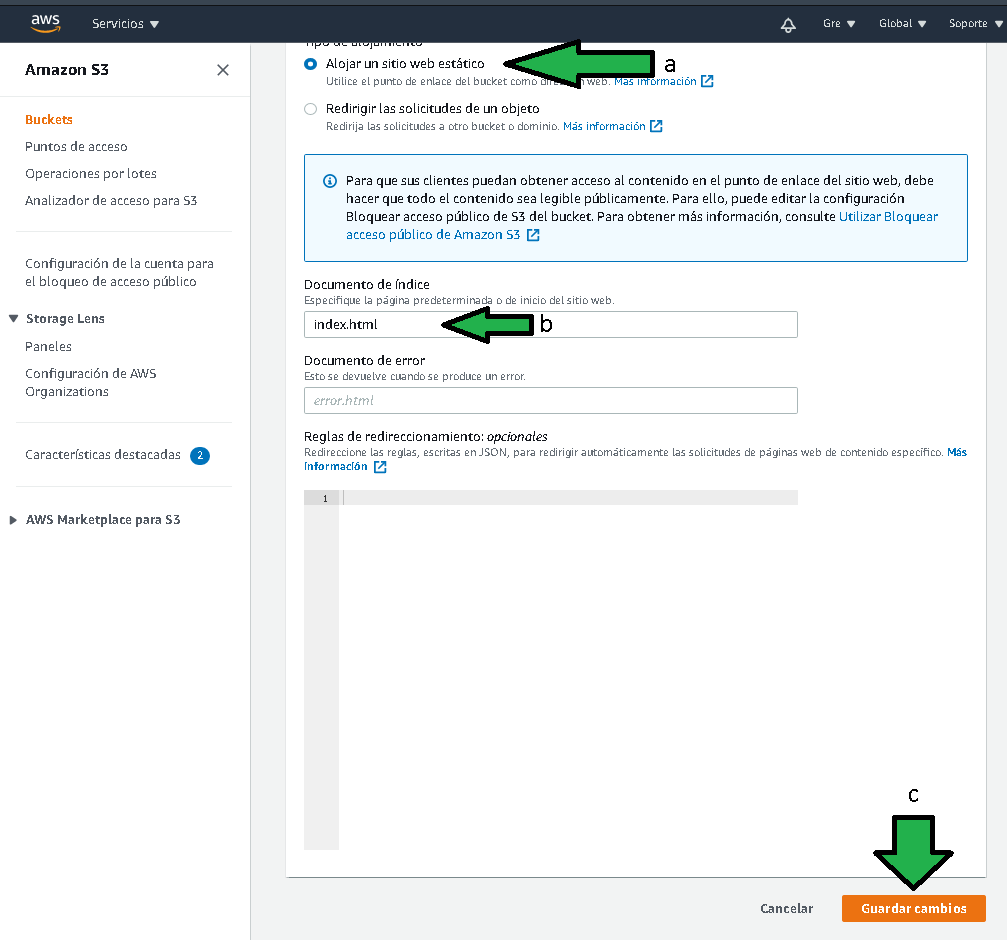 aws
Servicios
Gre
Global
Soporte
Amazon S3
Buckets
Puntos de acceso
Operaciones por lotes
Analizador de acceso para S3
Configuración de la cuenta para
el bloqueo de acceso público
Storage Lens
Paneles
Configuración de AWS
Organizations
Características destacadas 2
AWS Marketplace para S3
Tipo de alojamiento
Alojar un sitio web estático
a
Utilice el punto de enlace del bucket como dirección web. Más información
Redirigir las solicitudes de un objeto
Redirija las solicitudes a otro bucket o dominio. Más información
Para que sus clientes puedan obtener acceso al contenido en el punto de enlace del sitio web, debe
hacer que todo el contenido sea legible públicamente. Para ello, puede editar la configuración
Bloquear acceso público de S3 del bucket. Para obtener más información, consulte Utilizar Bloquear
acceso público de Amazon S3
Documento de índice
Especifique la página predeterminada o de inicio del sitio web.
index.html
b
Documento de error
Esto se devuelve cuando se produce un error.
error.html
Reglas de redireccionamiento: opcionales
Redireccione las reglas, escritas en JSON, para redirigir automáticamente las solicitudes de páginas web de contenido específico. Más
información
1
c
Cancelar
Guardar cambios